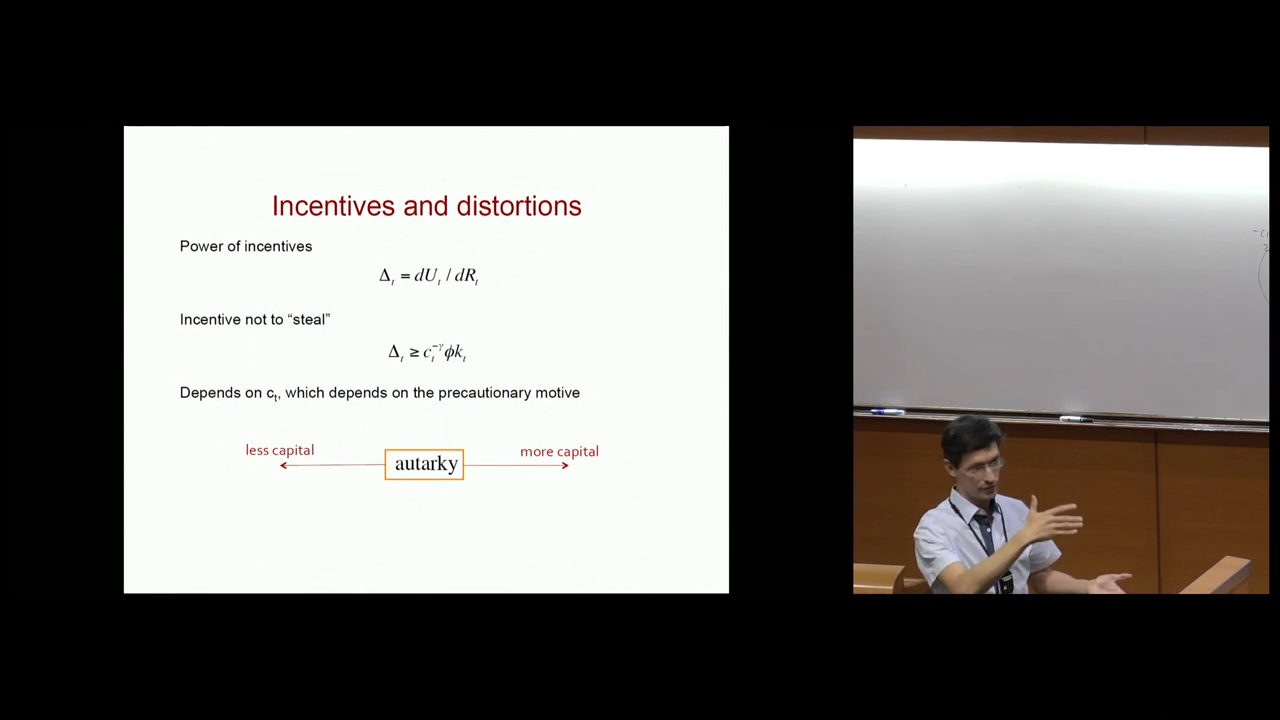 Incentives and distortions
Power of incentives
Δₜ = dUₜ / dRₜ
Incentive not to “steal”
Δₜ ≥ cₜ^−γ ϕkₜ
Depends on cₜ, which depends on the precautionary motive
less capital
autarky
more capital